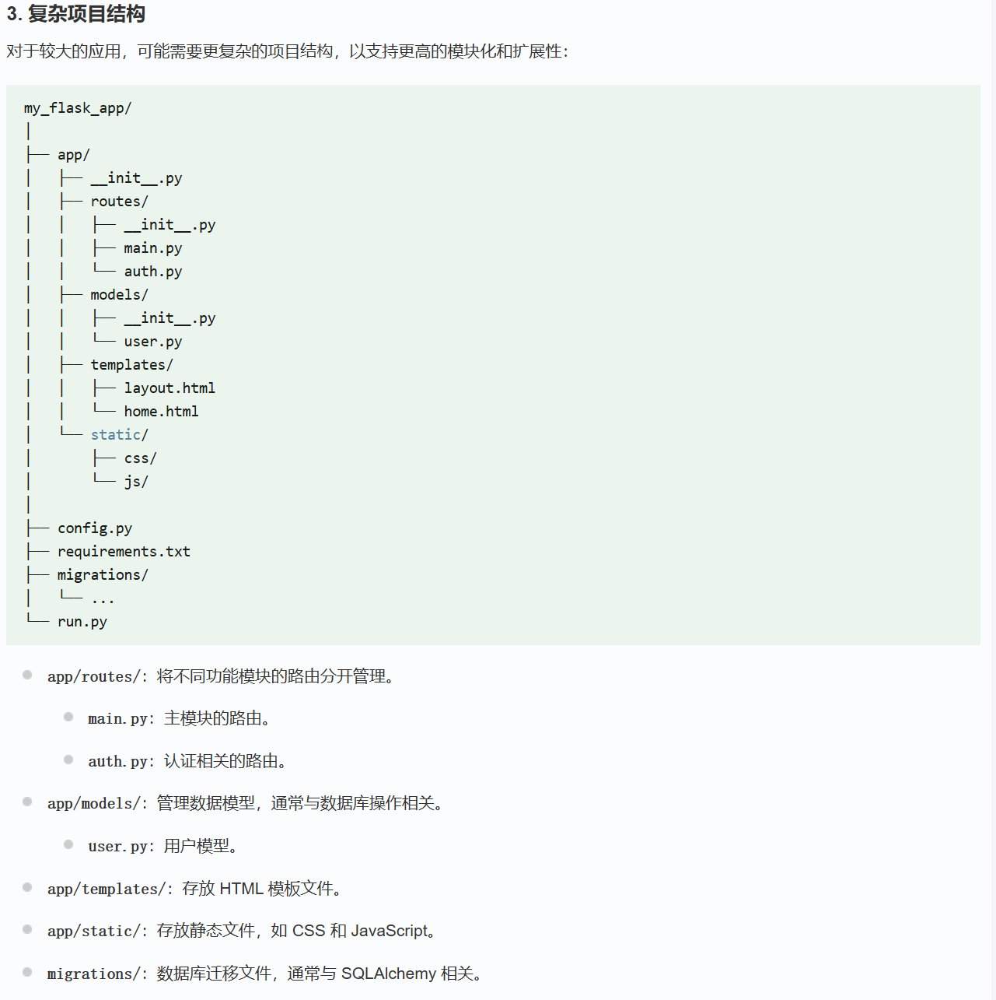 3. 复杂项目结构
对于较大的应用，可能需要更复杂的项目结构，以支持更高的模块化和扩展性：
my_flask_app/
│
├── app/
│   ├── __init__.py
│   ├── routes/
│   │   ├── __init__.py
│   │   ├── main.py
│   │   └── auth.py
│   ├── models/
│   │   ├── __init__.py
│   │   └── user.py
│   ├── templates/
│   │   ├── layout.html
│   │   └── home.html
│   └── static/
│       ├── css/
│       └── js/
│
├── config.py
├── requirements.txt
├── migrations/
│   └── ...
└── run.py
app/routes/：将不同功能模块的路由分开管理。
main.py：主模块的路由。
auth.py：认证相关的路由。
app/models/：管理数据模型，通常与数据库操作相关。
user.py：用户模型。
app/templates/：存放 HTML 模板文件。
app/static/：存放静态文件，如 CSS 和 JavaScript。
migrations/：数据库迁移文件，通常与 SQLAlchemy 相关。